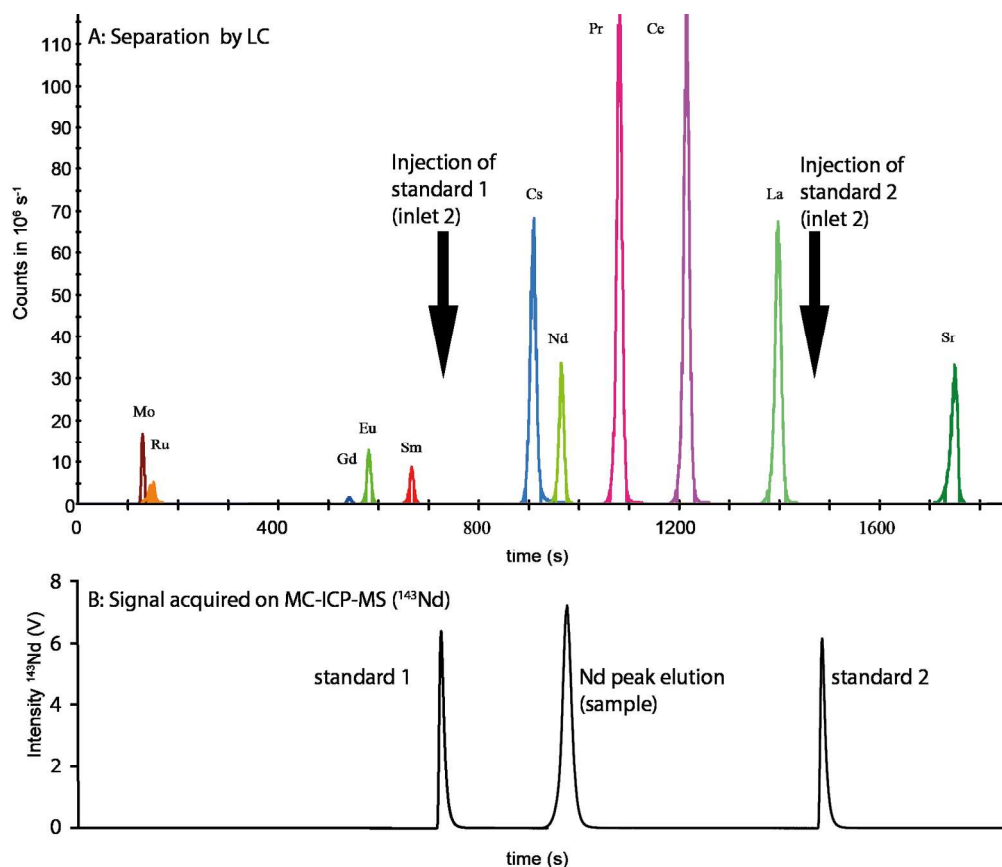 A: Separation by LC
Pr
Ce
110
100
90
80
70
60
50
40
30
20
10
0
Counts in 10⁶ s⁻¹
Injection of
standard 1
(inlet 2)
Injection of
standard 2
(inlet 2)
Cs
La
Nd
Sr
Mo
Ru
Gd
Eu
Sm
0
400
800
1200
1600
time (s)
B: Signal acquired on MC-ICP-MS (¹⁴³Nd)
8
6
4
2
0
Intensity ¹⁴³Nd (V)
standard 1
Nd peak elution
(sample)
standard 2
time (s)